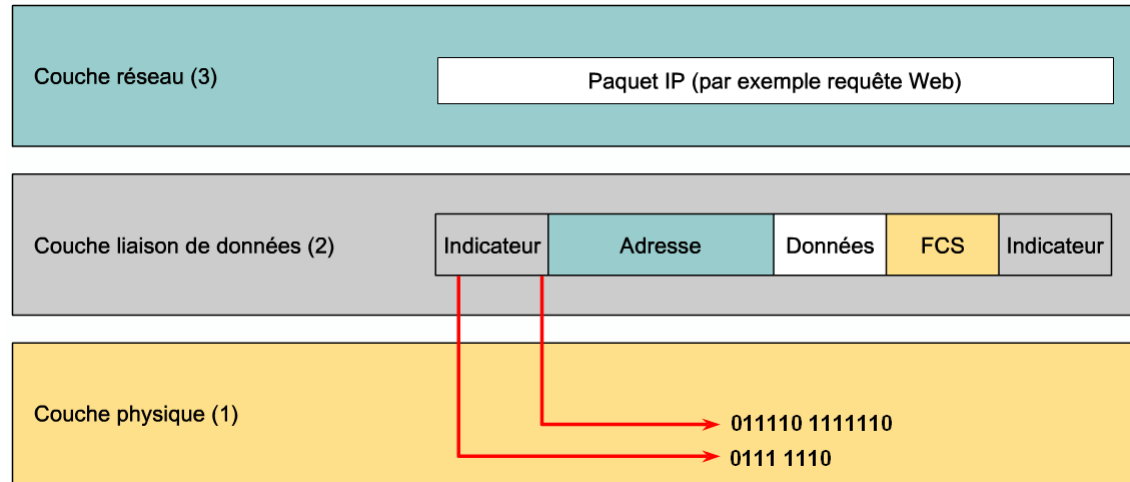 Couche réseau (3)
Paquet IP (par exemple requête Web)
Couche liaison de données (2)
Indicateur
Adresse
Données
FCS
Indicateur
Couche physique (1)
011110 1111110
0111 1110